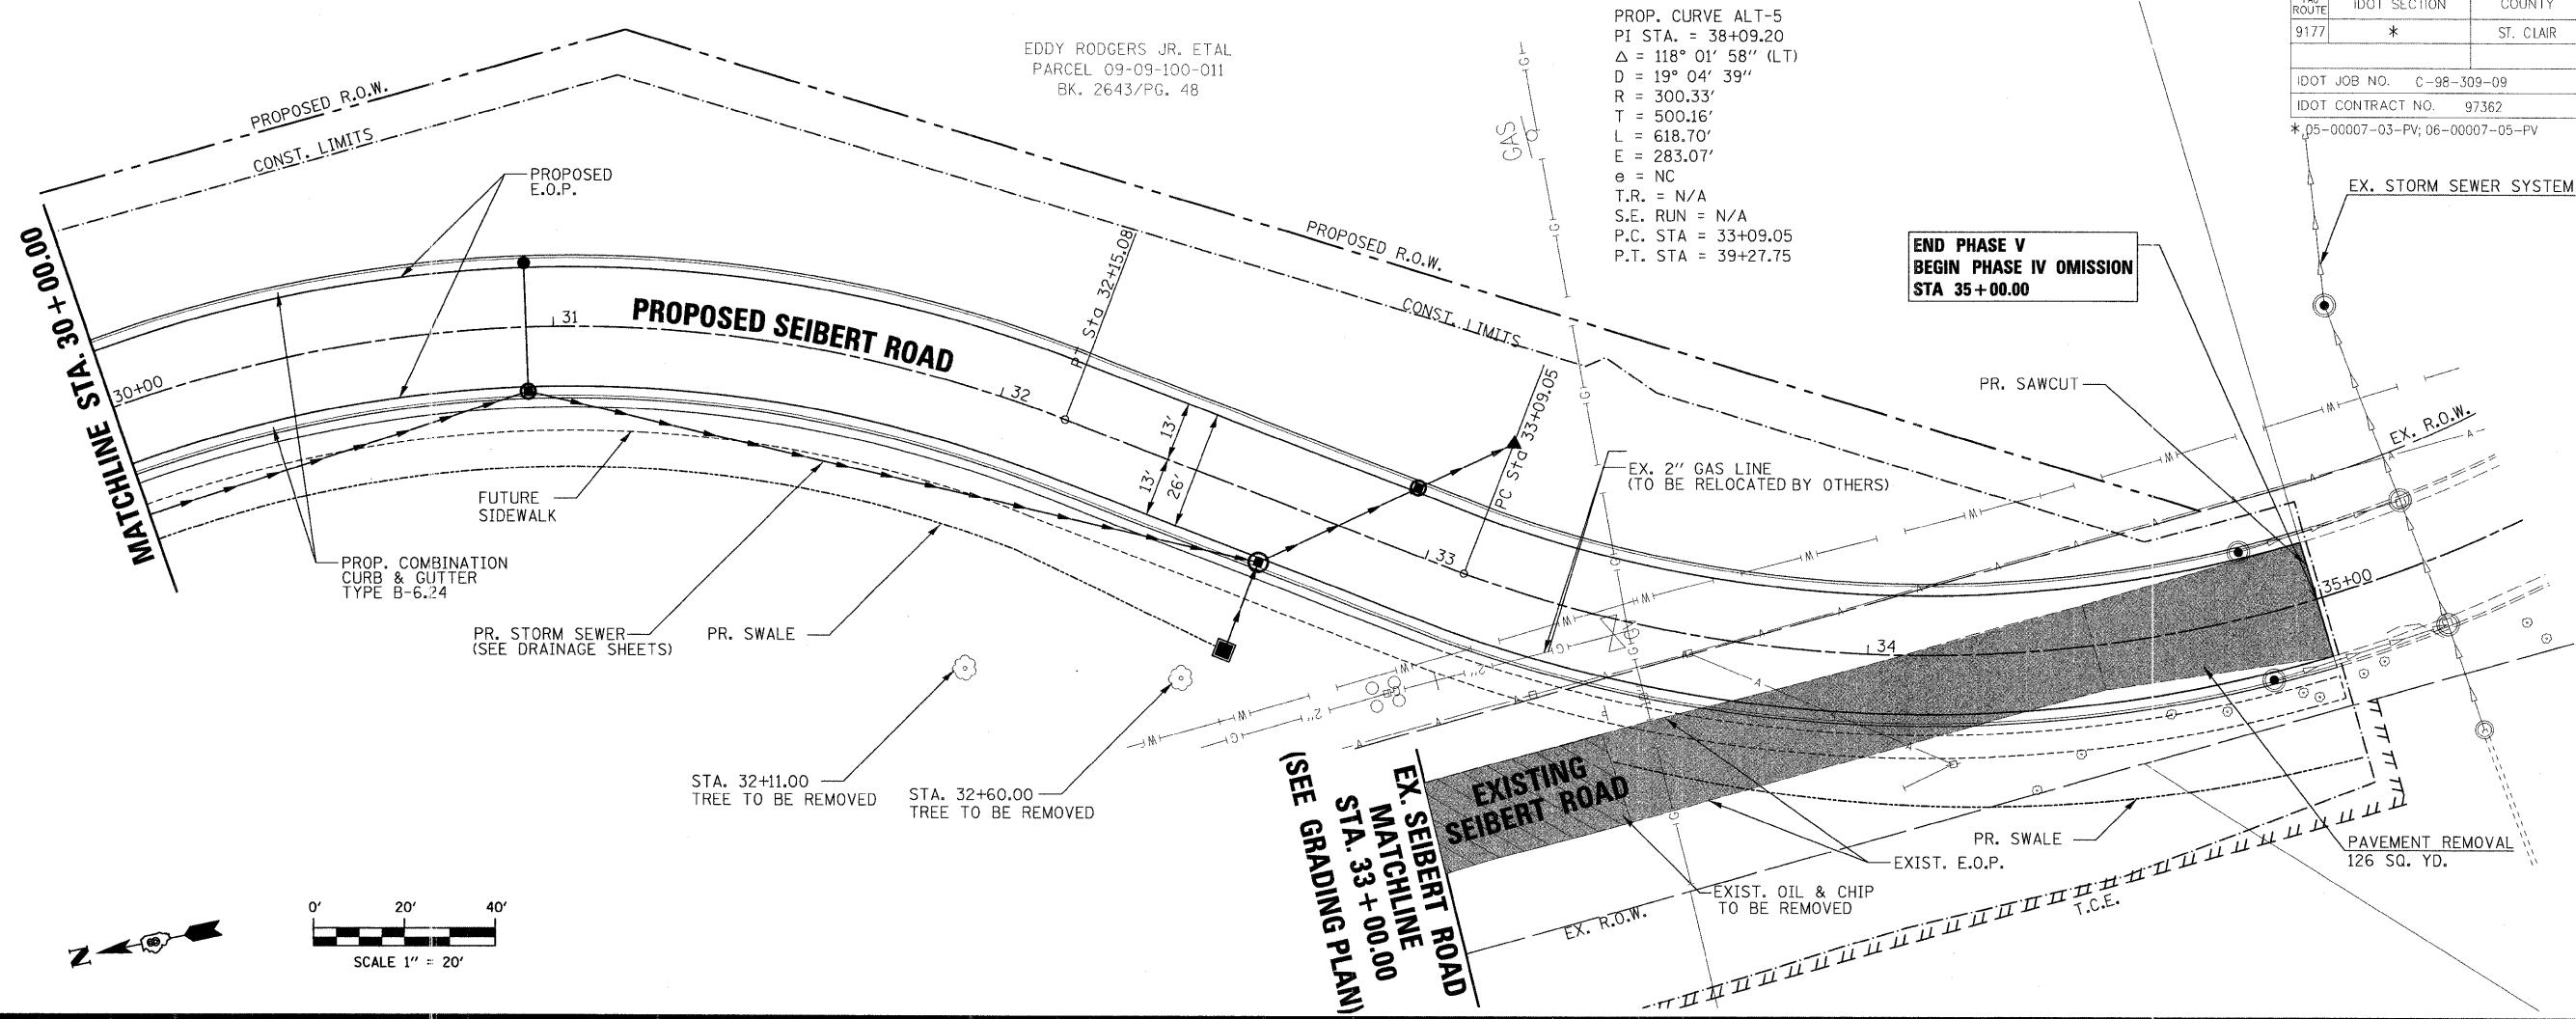 EDDY RODGERS JR. ETAL
PARCEL 09-09-100-011
BK. 2643/PG. 48
PROP. CURVE ALT-5
PI STA. = 38+09.20
Δ = 118° 01' 58" (LT)
D = 19° 04' 39"
R = 300.33'
T = 500.16'
L = 618.70'
E = 283.07'
e = NC
T.R. = N/A
S.E. RUN = N/A
P.C. STA = 33+09.05
P.T. STA = 39+27.75
ROUTE
IDOT SECTION
COUNTY
9177
*
ST. CLAIR
IDOT JOB NO. C-98-309-09
IDOT CONTRACT NO. 97362
* 05-00007-03-PV; 06-00007-05-PV
EX. STORM SEWER SYSTEM
END PHASE V
BEGIN PHASE IV OMISSION
STA 35+00.00
PR. SAWCUT
EX. R.O.W.
35+00
PROPOSED R.O.W.
CONST. LIMITS
PROPOSED
E.O.P.
MATCHLINE STA. 30+00.00
30+00
31
PROPOSED SEIBERT ROAD
32
PT Sta 32+15.08
PROPOSED R.O.W.
CONST. LIMITS
GAS
13'
13'
26'
33
PC Sta 33+09.05
EX. 2" GAS LINE
(TO BE RELOCATED BY OTHERS)
34
FUTURE
SIDEWALK
PROP. COMBINATION
CURB & GUTTER
TYPE B-6.24
PR. STORM SEWER
(SEE DRAINAGE SHEETS)
PR. SWALE
STA. 32+11.00
TREE TO BE REMOVED
STA. 32+60.00
TREE TO BE REMOVED
2"
2"
EXISTING
SEIBERT ROAD
EX. SEIBERT ROAD
MATCHLINE
STA. 33+00.00
(SEE GRADING PLAN)
PR. SWALE
EXIST. E.O.P.
EXIST. OIL & CHIP
TO BE REMOVED
EX. R.O.W.
T.C.E.
PAVEMENT REMOVAL
126 SQ. YD.
N
0' 20' 40'
SCALE 1" = 20'